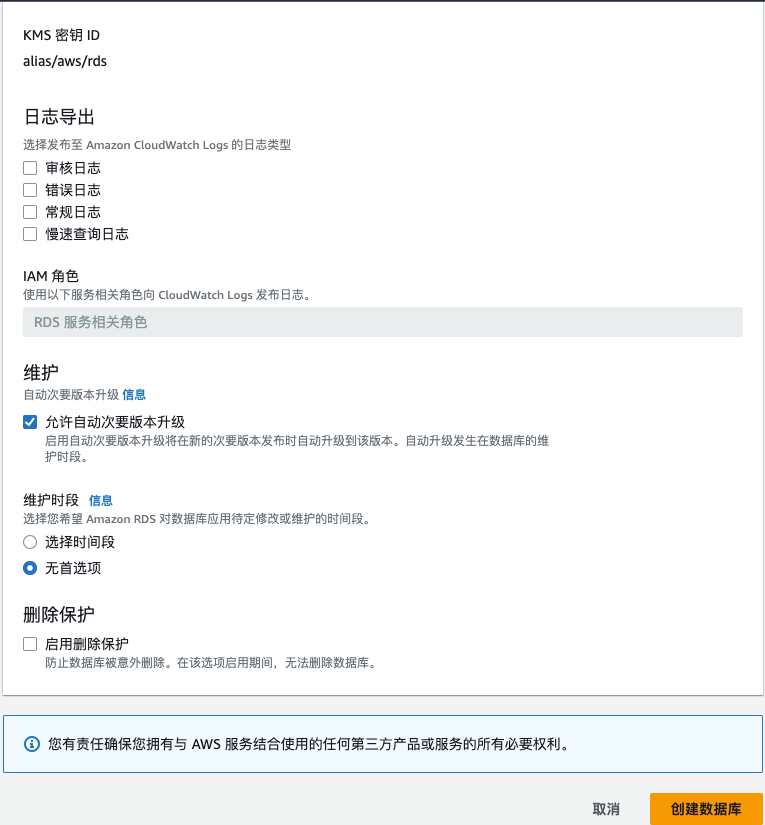 KMS 密钥 ID
alias/aws/rds
日志导出
选择发布至 Amazon CloudWatch Logs 的日志类型
审核日志
错误日志
常规日志
慢速查询日志
IAM 角色
使用以下服务相关角色向 CloudWatch Logs 发布日志。
RDS 服务相关角色
维护
自动次要版本升级 信息
允许自动次要版本升级
启用自动次要版本升级将在新的次要版本发布时自动升级到该版本。自动升级发生在数据库的维
护时段。
维护时段 信息
选择您希望 Amazon RDS 对数据库应用待定修改或维护的时间段。
选择时间段
无首选项
删除保护
启用删除保护
防止数据库被意外删除。在该选项启用期间，无法删除数据库。
您有责任确保您拥有与 AWS 服务结合使用的任何第三方产品或服务的所有必要权利。
取消 创建数据库